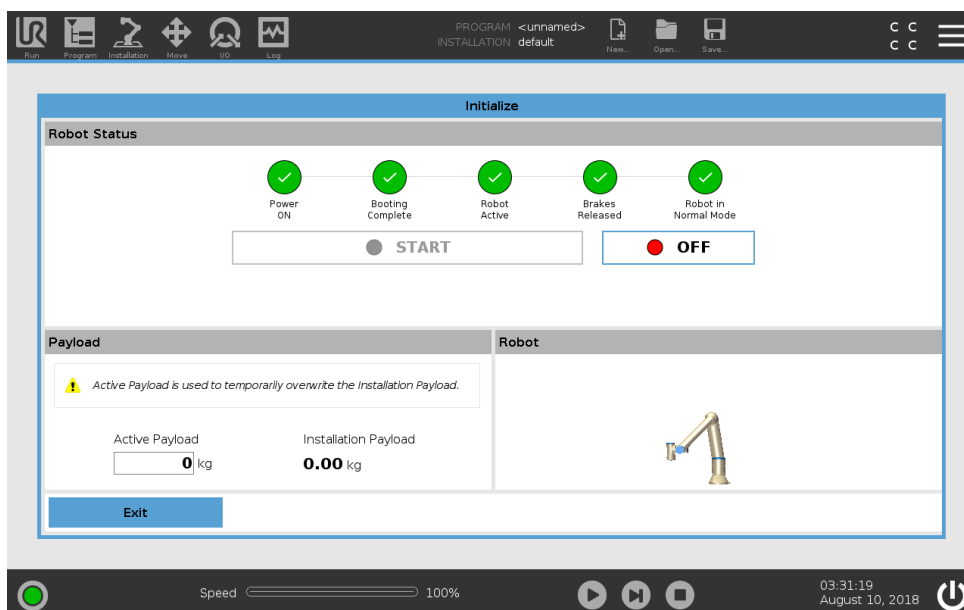 PROGRAM <unnamed>
INSTALLATION default
UR
Run
Program
Installation
Move
I/O
Log
New...
Open...
Save...
C C
C C
Initialize
Robot Status
Power
ON
Booting
Complete
Robot
Active
Brakes
Released
Robot in
Normal Mode
START
OFF
Payload
Robot
Active Payload is used to temporarily overwrite the Installation Payload.
Active Payload
Installation Payload
0 kg
0.00 kg
Exit
Speed
100%
03:31:19
August 10, 2018